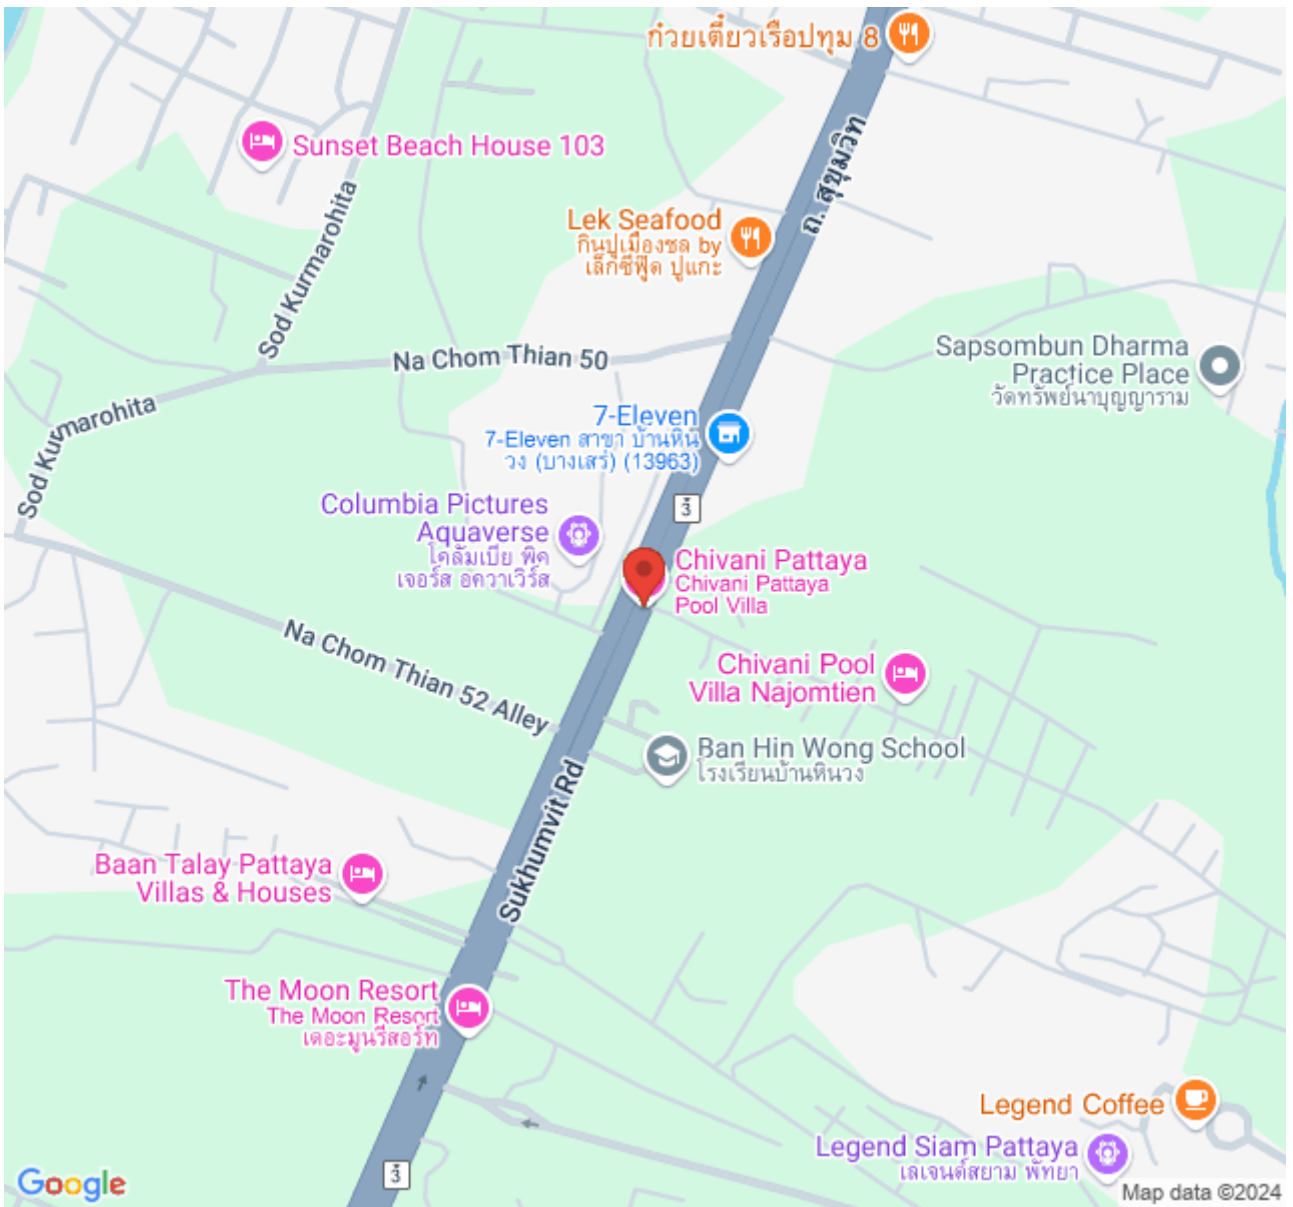 ก๋วยเตี๋ยวเรือปทุม 8
Sunset Beach House 103
ถ. สุขุมวิท
Sod Kurmarohita
Lek Seafood
กินปูเมืองชล by
เล็กซีฟู๊ด ปูแกะ
Na Chom Thian 50
Sapsombun Dharma
Practice Place
วัดทรัพย์นาบุญญาราม
Sod Kurmarohita
7-Eleven
7-Eleven สาขา บ้านหิน
วง (บางเสร่) (13963)
3
Columbia Pictures
Aquaverse
โคลัมเบีย พิค
เจอร์ส อควาเวิร์ส
Chivani Pattaya
Chivani Pattaya
Pool Villa
Na Chom Thian 52 Alley
Chivani Pool
Villa Najomtien
Ban Hin Wong School
โรงเรียนบ้านหินวง
Sukhumvit Rd
Baan Talay Pattaya
Villas & Houses
The Moon Resort
The Moon Resort
เดอะมูนรีสอร์ท
Legend Coffee
Legend Siam Pattaya
เลเจนด์สยาม พัทยา
3
Google
Map data ©2024